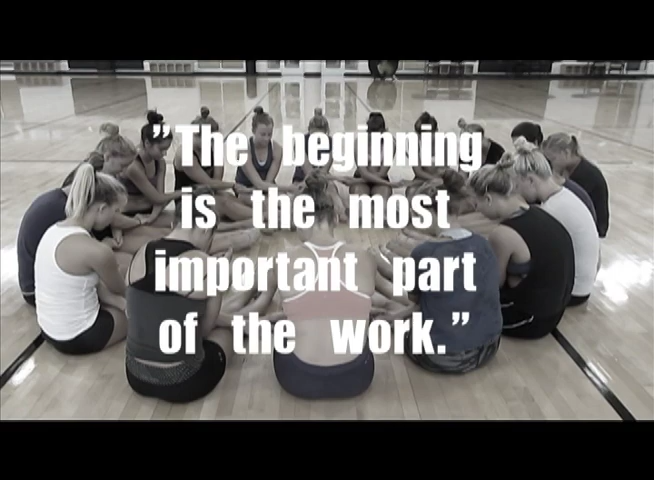 ”The beginning
is the most
important part
of the work.”